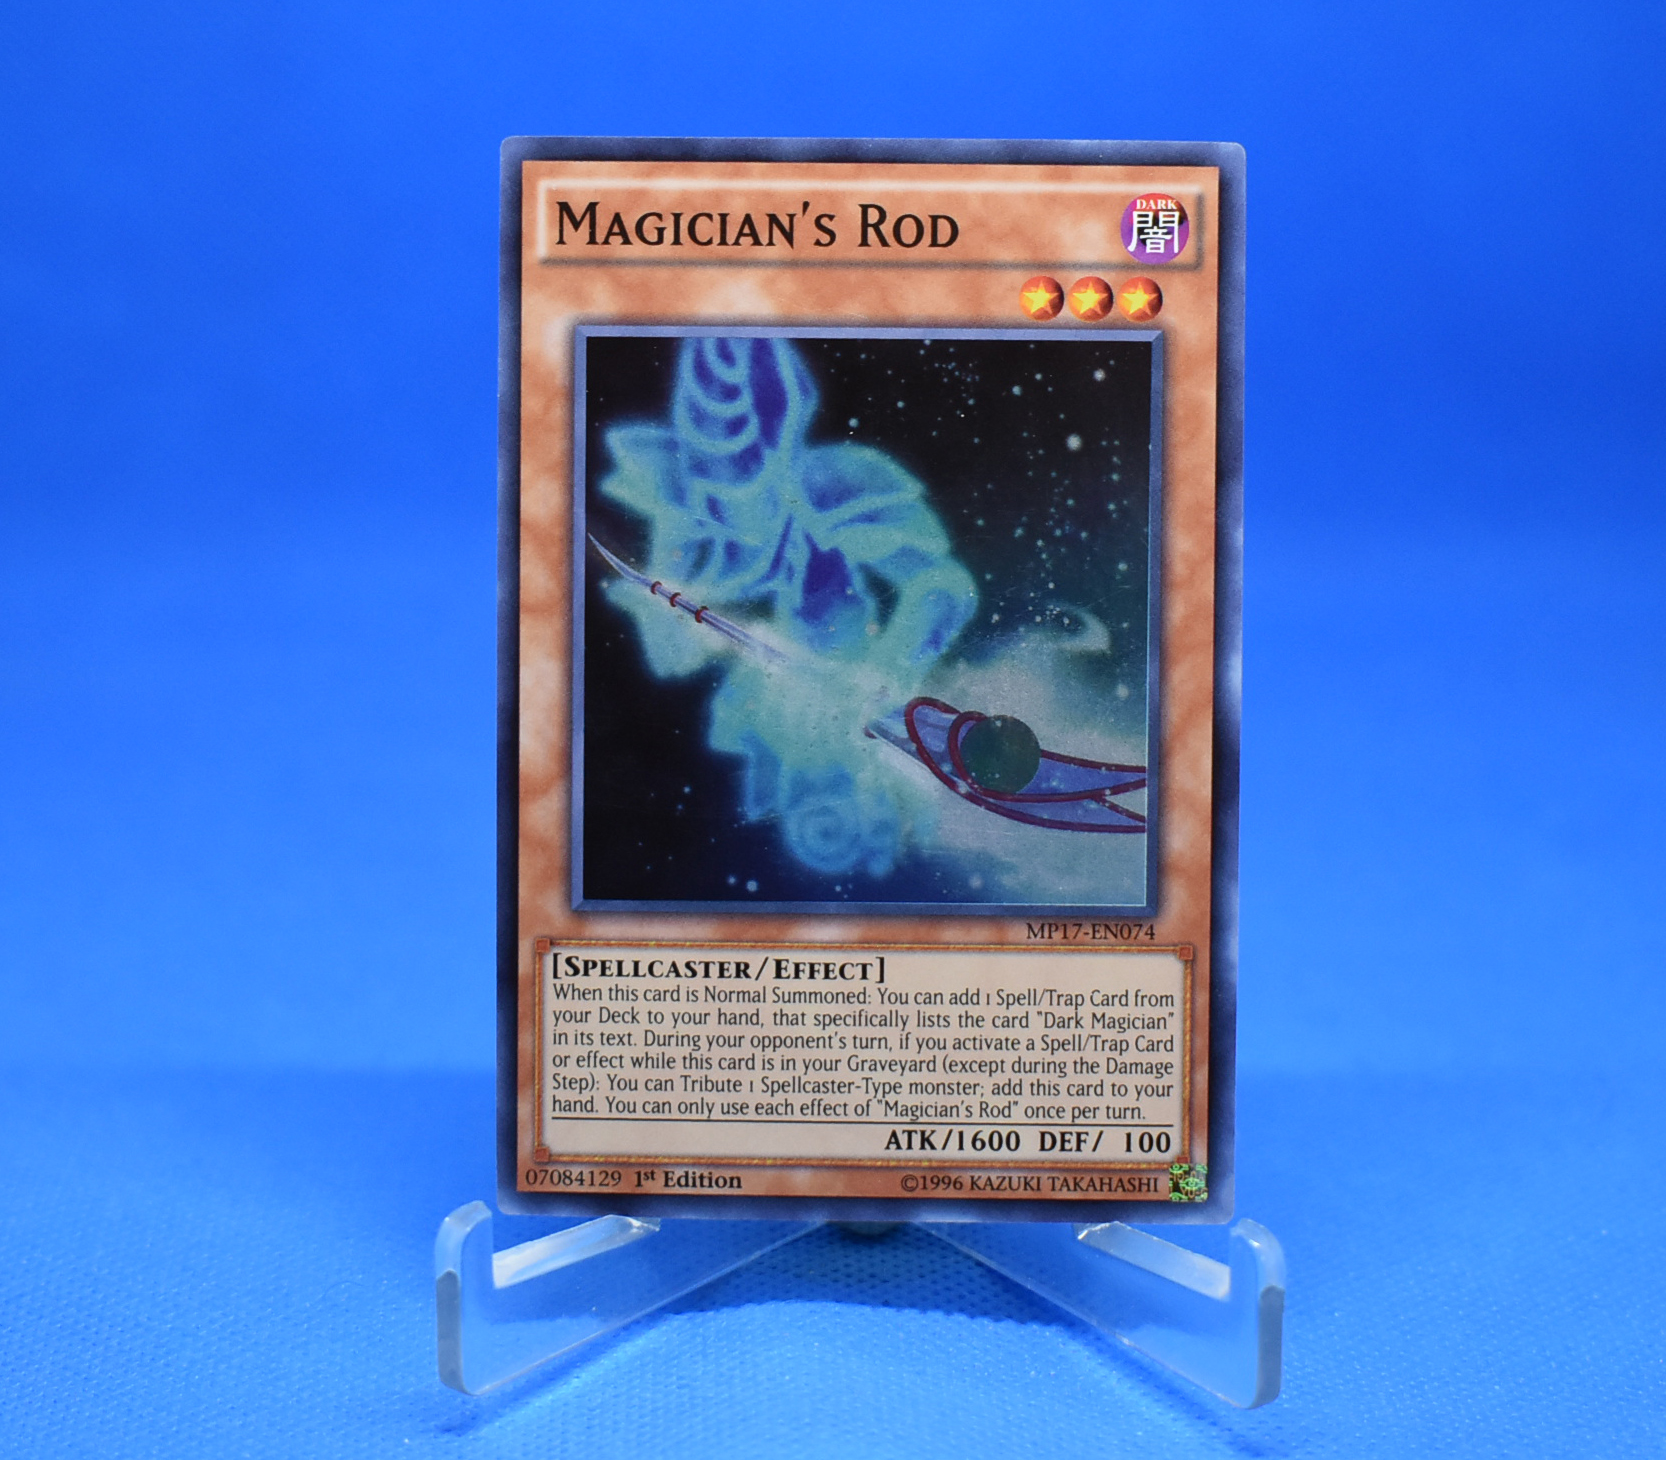 MAGICIAN'S ROD
DARK
闇
MP17-EN074
[SPELLCASTER/EFFECT]
When this card is Normal Summoned: You can add 1 Spell/Trap Card from
your Deck to your hand, that specifically lists the card "Dark Magician"
in its text. During your opponent's turn, if you activate a Spell/Trap Card
or effect while this card is in your Graveyard (except during the Damage
Step): You can Tribute 1 Spellcaster-Type monster; add this card to your
hand. You can only use each effect of "Magician's Rod" once per turn.
ATK/1600 DEF/ 100
07084129 1st Edition ©1996 KAZUKI TAKAHASHI